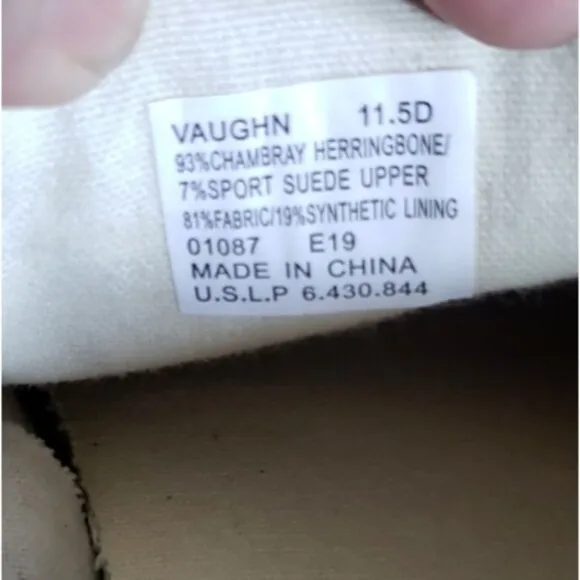 VAUGHN 11.5D
93%CHAMBRAY HERRINGBONE/
7%SPORT SUEDE UPPER
81%FABRIC/19%SYNTHETIC LINING
01087 E19
MADE IN CHINA
U.S.L.P 6.430.844